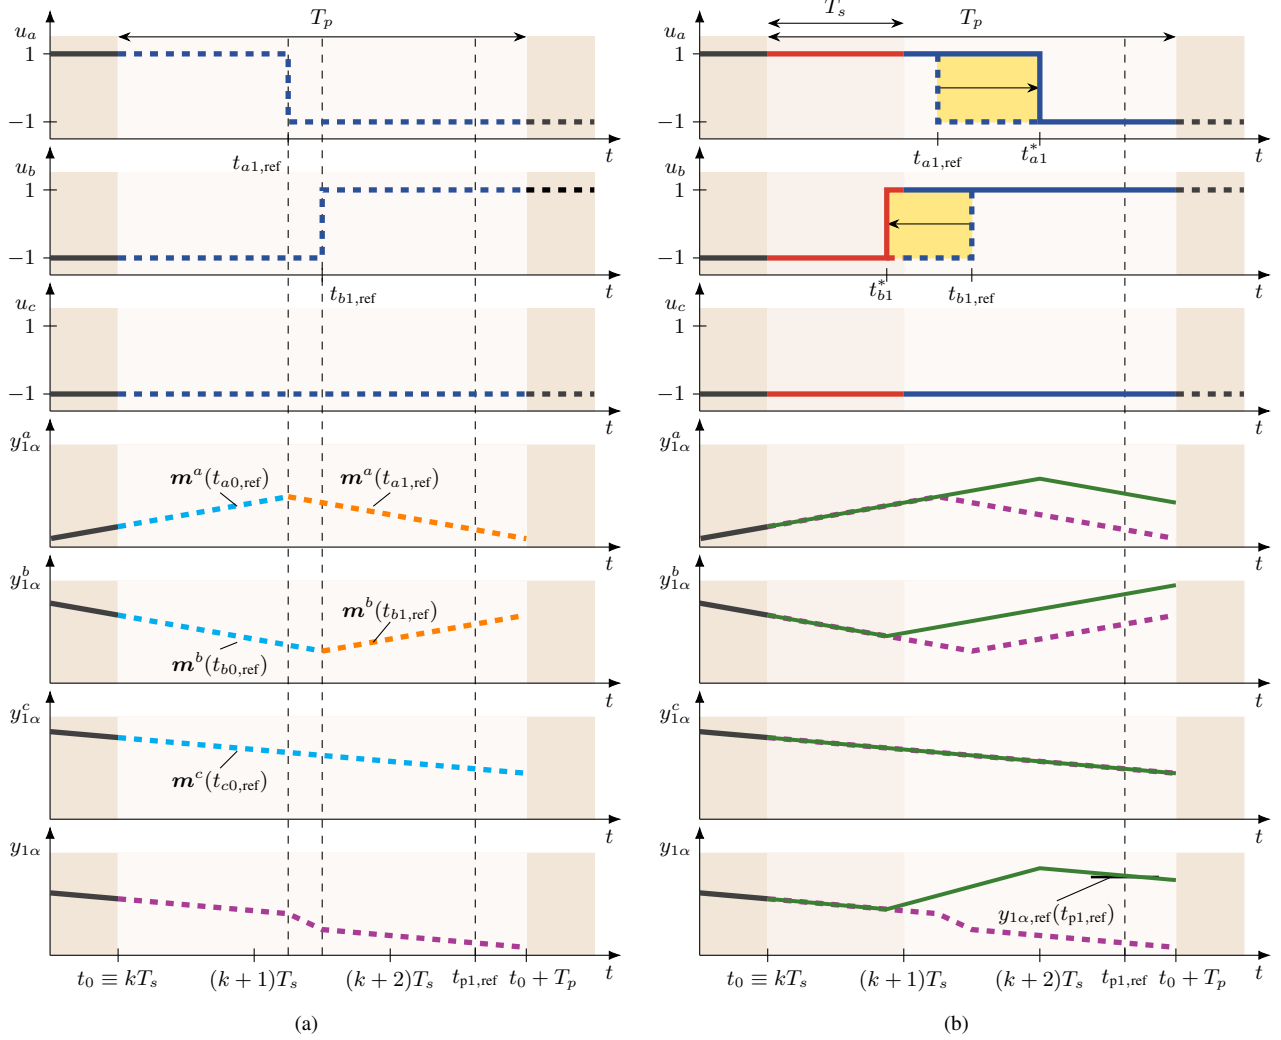 T_p
u_a
1
−1
t
t_{a1,ref}
u_b
1
−1
t
t_{b1,ref}
u_c
1
−1
t
y^a_{1α}
m^a(t_{a0,ref})
m^a(t_{a1,ref})
t
y^b_{1α}
m^b(t_{b1,ref})
m^b(t_{b0,ref})
t
y^c_{1α}
m^c(t_{c0,ref})
t
y_{1α}
t
t_0 ≡ kT_s
(k + 1)T_s
(k + 2)T_s
t_{p1,ref}
t_0 + T_p
(a)
T_s
T_p
u_a
1
−1
t_{a1,ref}
t^*_{a1}
t
u_b
1
−1
t^*_{b1}
t_{b1,ref}
t
u_c
1
−1
t
y^a_{1α}
t
y^b_{1α}
t
y^c_{1α}
t
y_{1α}
y_{1α,ref}(t_{p1,ref})
t
t_0 ≡ kT_s
(k + 1)T_s
(k + 2)T_s
t_{p1,ref}
t_0 + T_p
(b)